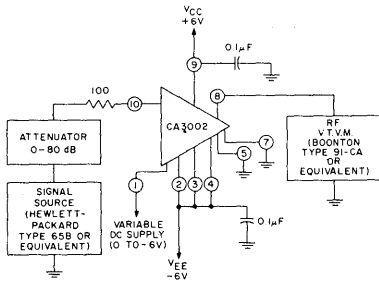 VCC
+6V
0.1µF
9
100
10
CA3002
8
7
5
ATTENUATOR
0-80 dB
RF
V.T.V.M.
(BOONTON
TYPE 91-CA
OR
EQUIVALENT)
1
2
3
4
SIGNAL
SOURCE
(HEWLETT-
PACKARD
TYPE 65B OR
EQUIVALENT)
VARIABLE
DC SUPPLY
(0 TO-6V)
0.1µF
VEE
-6V